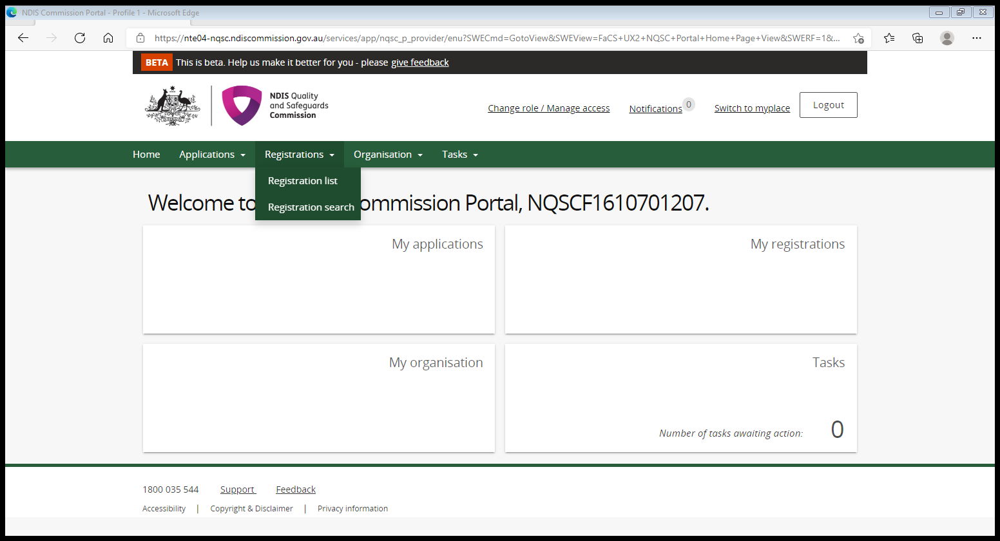 NDIS Commission Portal - Profile 1 - Microsoft Edge
https://nte04-nqsc.ndiscommission.gov.au/services/app/nqsc_p_provider/enu?SWECmd=GotoView&SWEView=FaCS+UX2+NQSC+Portal+Home+Page+View&SWERF=1&...
BETA This is beta. Help us make it better for you - please give feedback
NDIS Quality
and Safeguards
Commission
Change role / Manage access Notifications 0 Switch to myplace Logout
Home Applications Registrations Organisation Tasks
Registration list
Registration search
Welcome to ommission Portal, NQSCF1610701207.
My applications My registrations
My organisation Tasks
Number of tasks awaiting action: 0
1800 035 544 Support Feedback
Accessibility | Copyright & Disclaimer | Privacy information